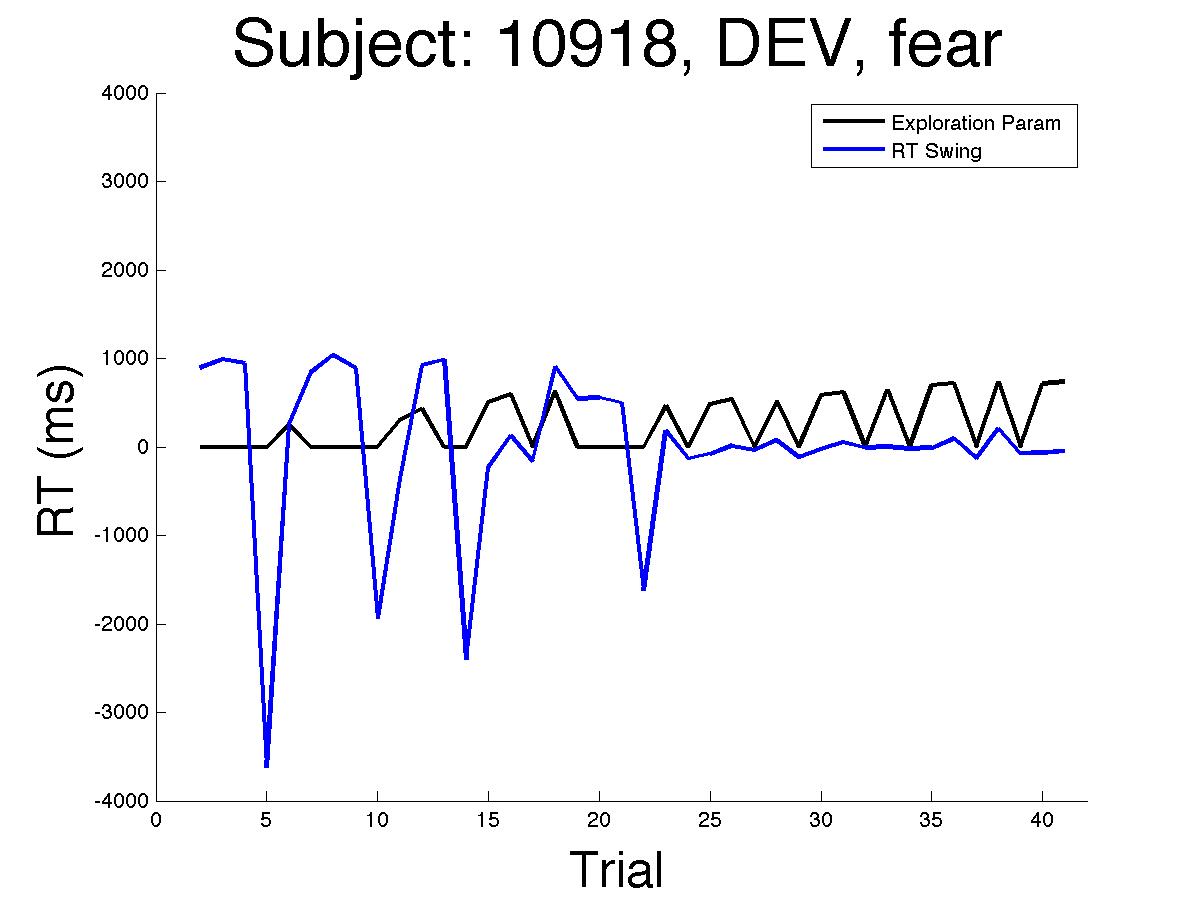 Subject: 10918, DEV, fear
4000
3000
2000
1000
0
-1000
-2000
-3000
-4000
RT (ms)
Exploration Param
RT Swing
0 5 10 15 20 25 30 35 40
Trial